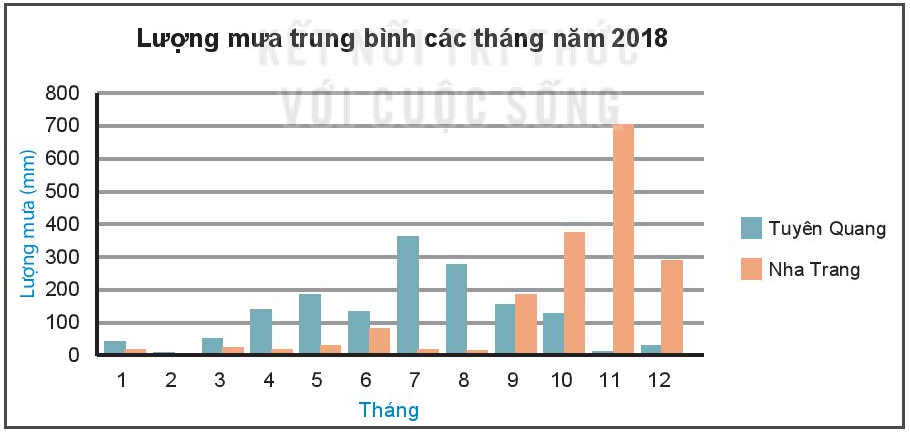 Lượng mưa trung bình các tháng năm 2018
KẾT NỐI TRI THỨC
VỚI CUỘC SỐNG
Lượng mưa (mm)
800
700
600
500
400
300
200
100
0
1 2 3 4 5 6 7 8 9 10 11 12
Tháng
Tuyên Quang
Nha Trang